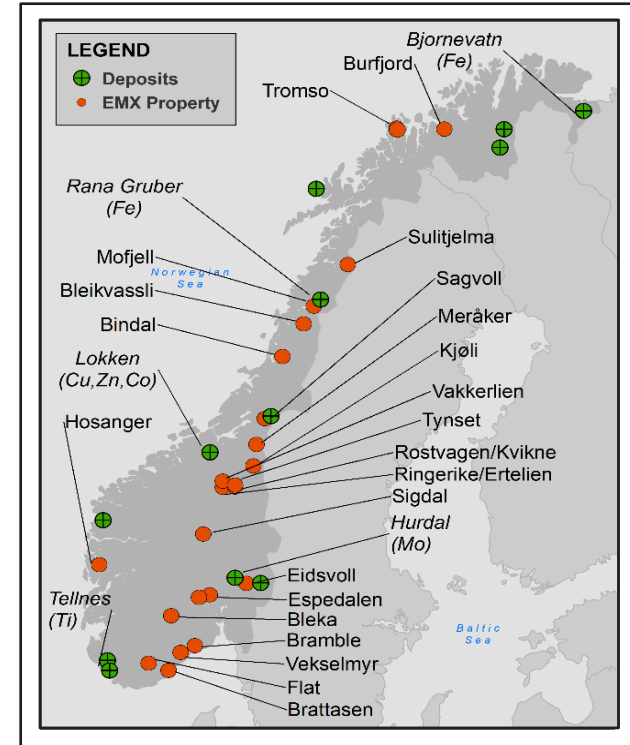 LEGEND
Deposits
EMX Property
Bjornevatn
(Fe)
Burfjord
Tromso
Rana Gruber
(Fe)
Sulitjelma
Mofjell
Norwegian
Sea
Sagvoll
Bleikvassli
Meråker
Bindal
Kjøli
Lokken
(Cu,Zn,Co)
Vakkerlien
Hosanger
Tynset
Rostvagen/Kvikne
Ringerike/Ertelien
Sigdal
Hurdal
(Mo)
Eidsvoll
Tellnes
(Ti)
Espedalen
Bleka
Baltic
Sea
Bramble
Vekselmyr
Flat
Brattasen